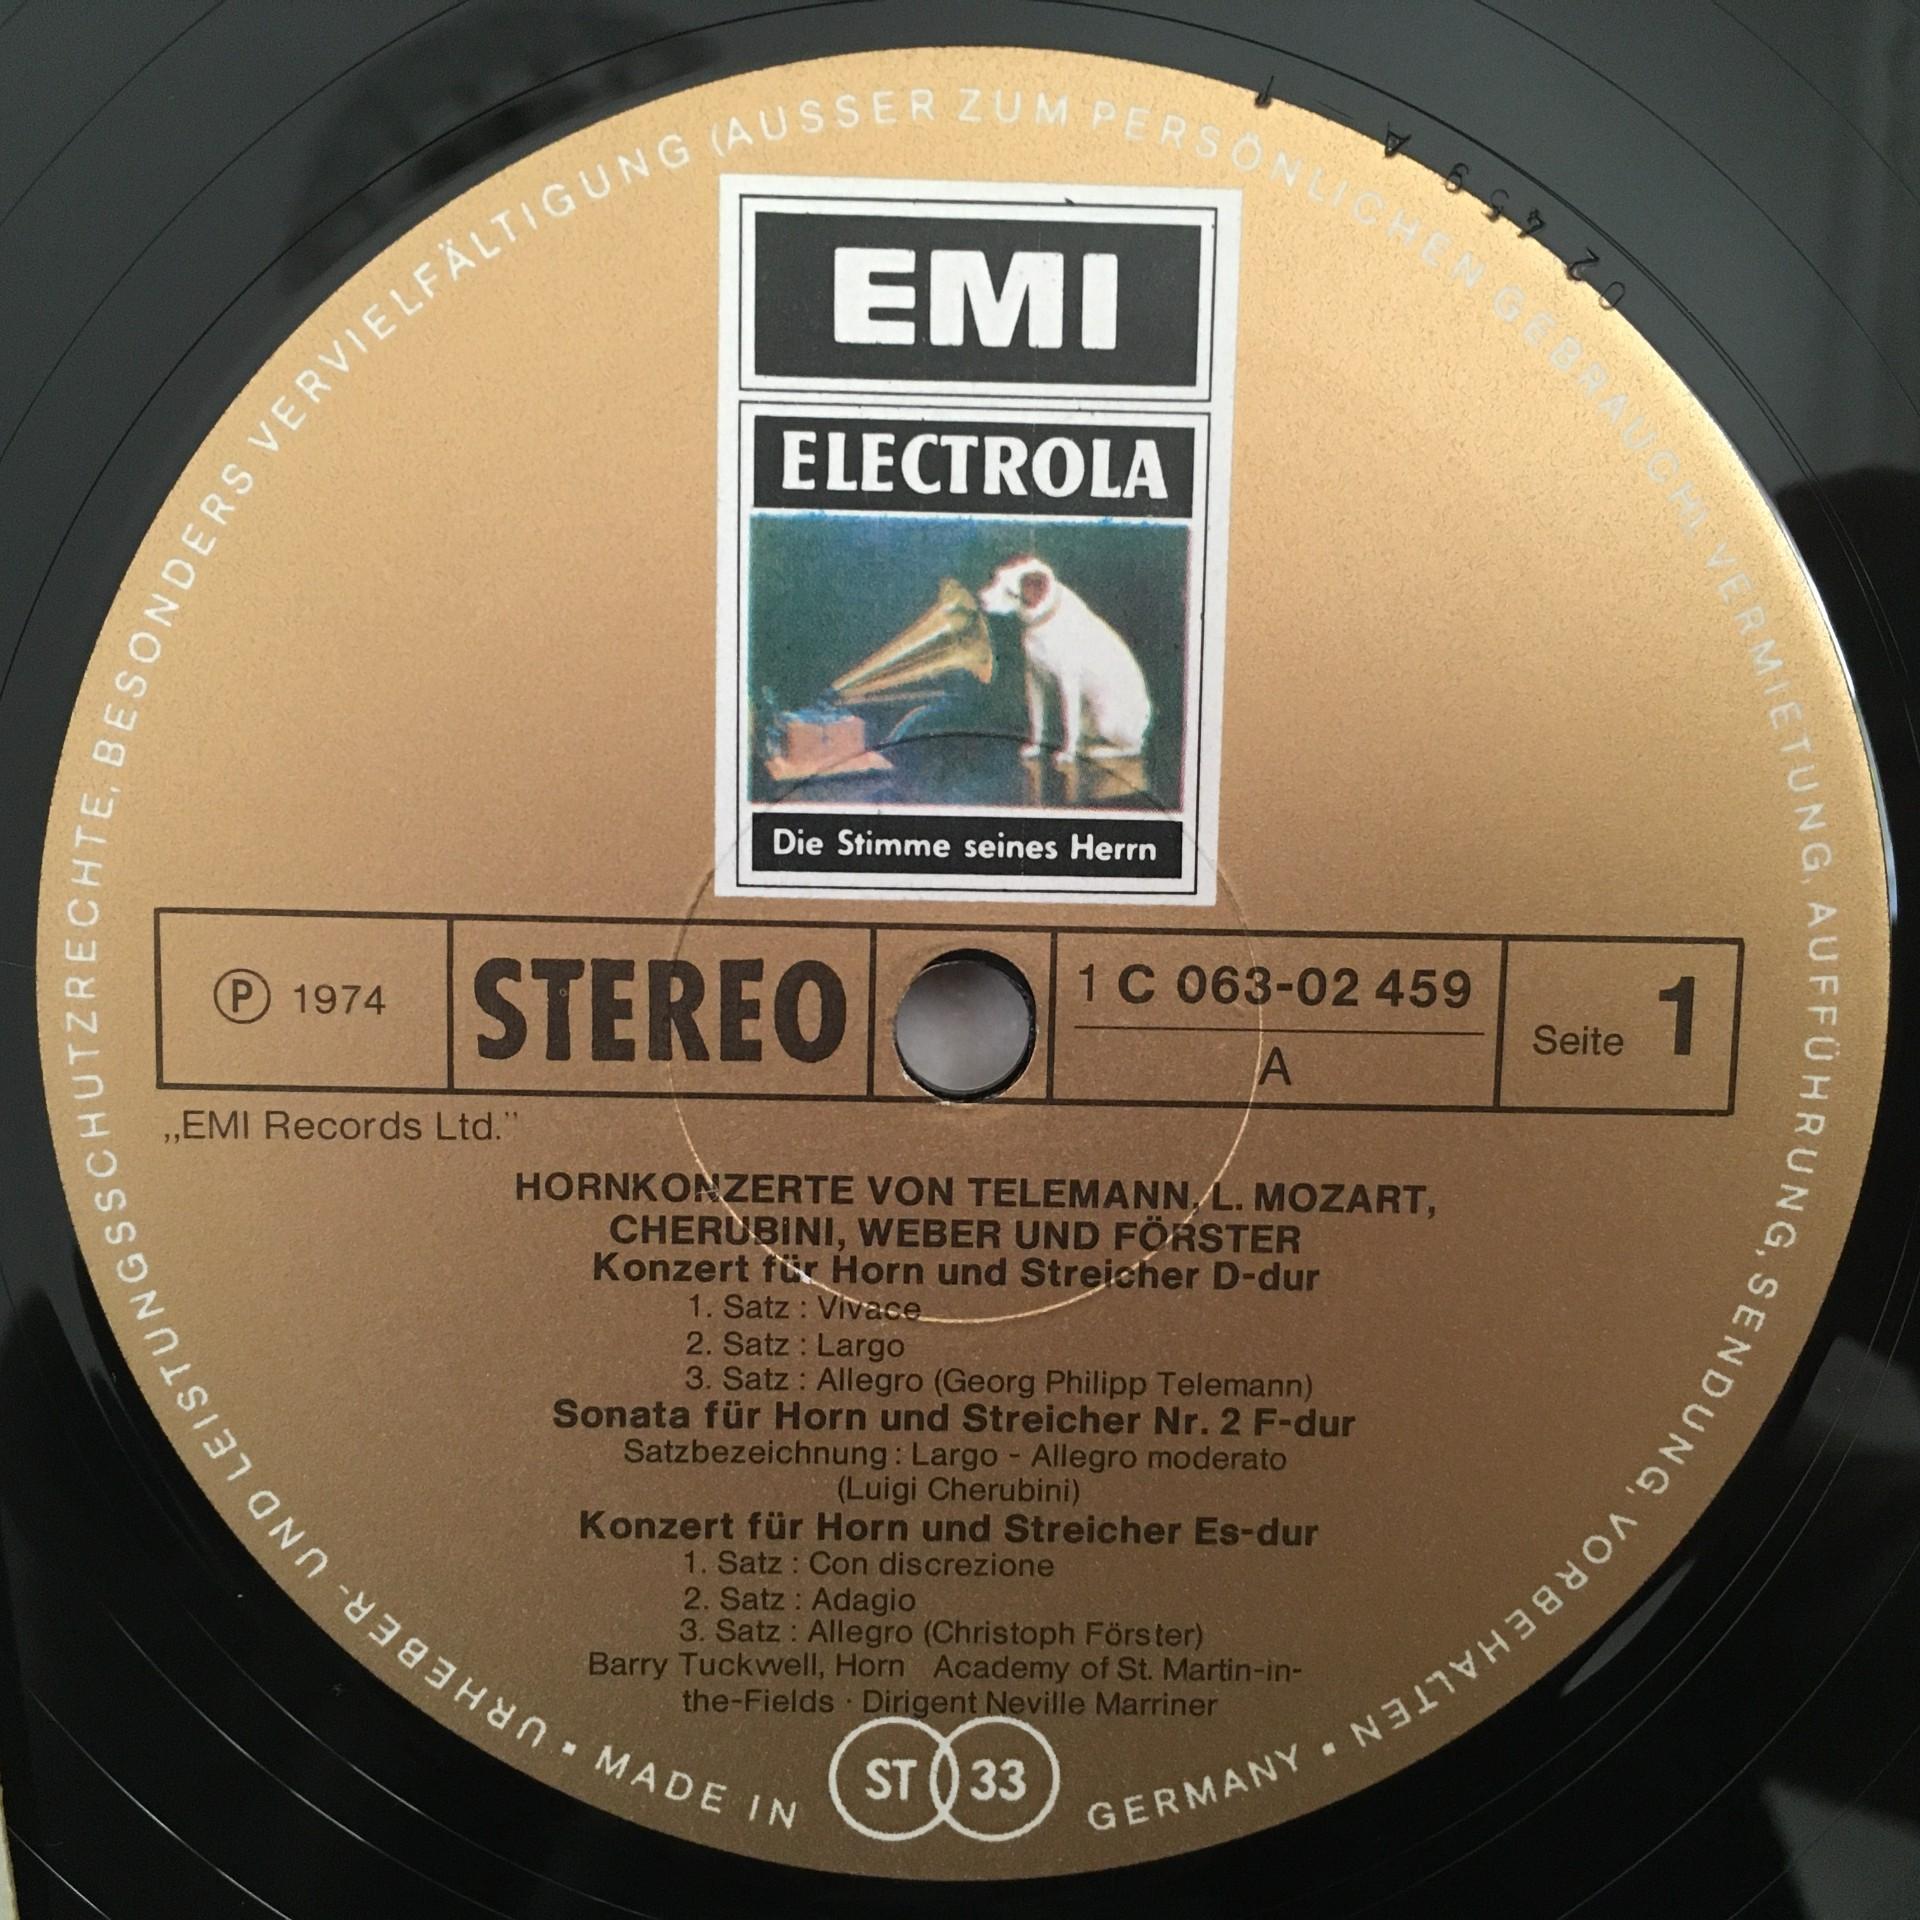 EMI
ELECTROLA
Die Stimme seines Herrn
Ⓟ 1974
STEREO
1 C 063-02 459
A
Seite 1
„EMI Records Ltd.”
HORNKONZERTE VON TELEMANN, L. MOZART,
CHERUBINI, WEBER UND FÖRSTER
Konzert für Horn und Streicher D-dur
1. Satz : Vivace
2. Satz : Largo
3. Satz : Allegro (Georg Philipp Telemann)
Sonata für Horn und Streicher Nr. 2 F-dur
Satzbezeichnung : Largo - Allegro moderato
(Luigi Cherubini)
Konzert für Horn und Streicher Es-dur
1. Satz : Con discrezione
2. Satz : Adagio
3. Satz : Allegro (Christoph Förster)
Barry Tuckwell, Horn Academy of St. Martin-in-
the-Fields · Dirigent Neville Marriner
ST 33
URHEBER- UND LEISTUNGSSCHUTZRECHTE, BESONDERS VERVIELFÄLTIGUNG (AUSSER ZUM PERSÖNLICHEN GEBRAUCH), VERMIETUNG, AUFFÜHRUNG, SENDUNG, VORBEHALTEN ▪
MADE IN GERMANY ▪
02459 A 1